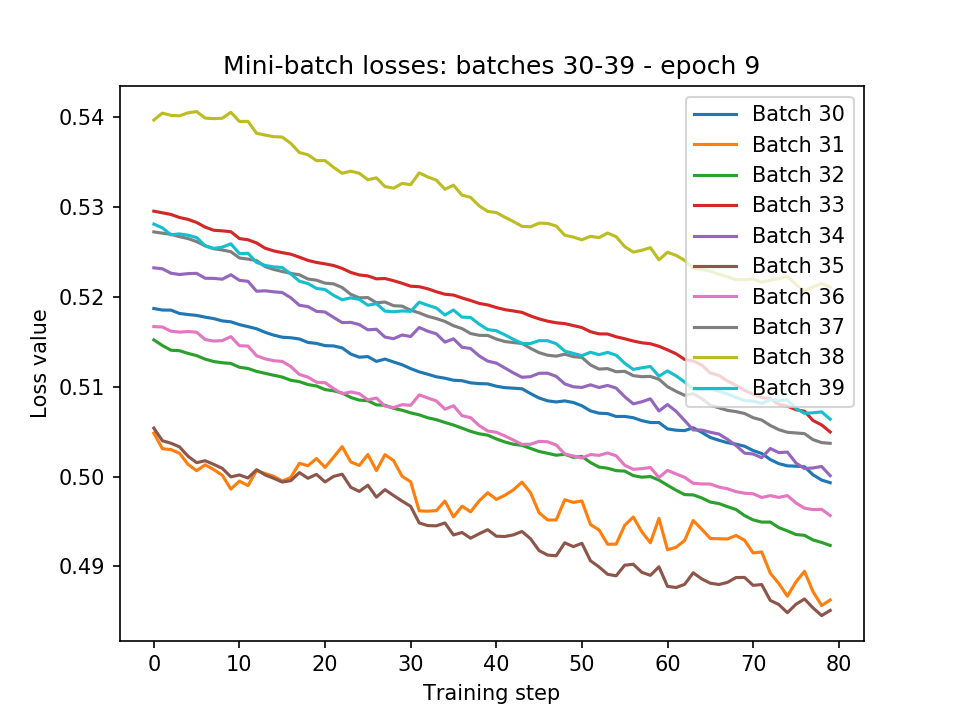 Mini-batch losses: batches 30-39 - epoch 9
Loss value
0.54
0.53
0.52
0.51
0.50
0.49
0 10 20 30 40 50 60 70 80
Training step
Batch 30
Batch 31
Batch 32
Batch 33
Batch 34
Batch 35
Batch 36
Batch 37
Batch 38
Batch 39